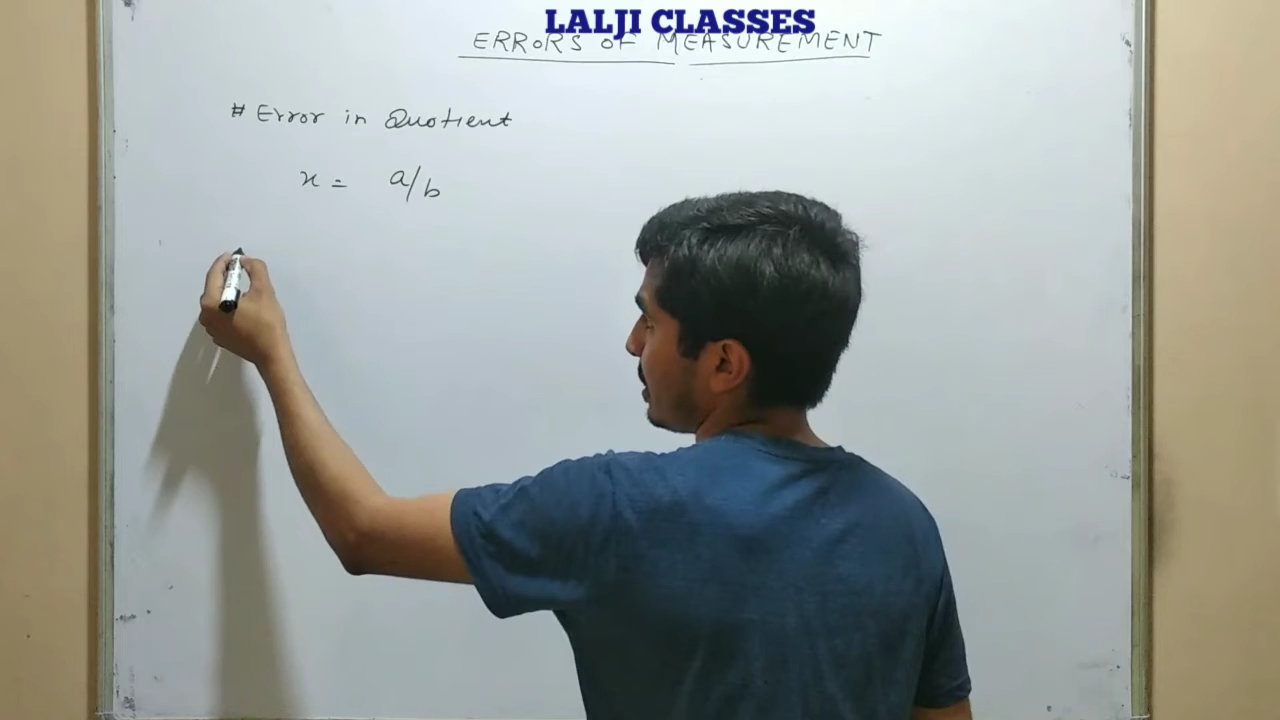 LALJI CLASSES
ERRORS OF MEASUREMENT
# Error in Quotient
x = a/b